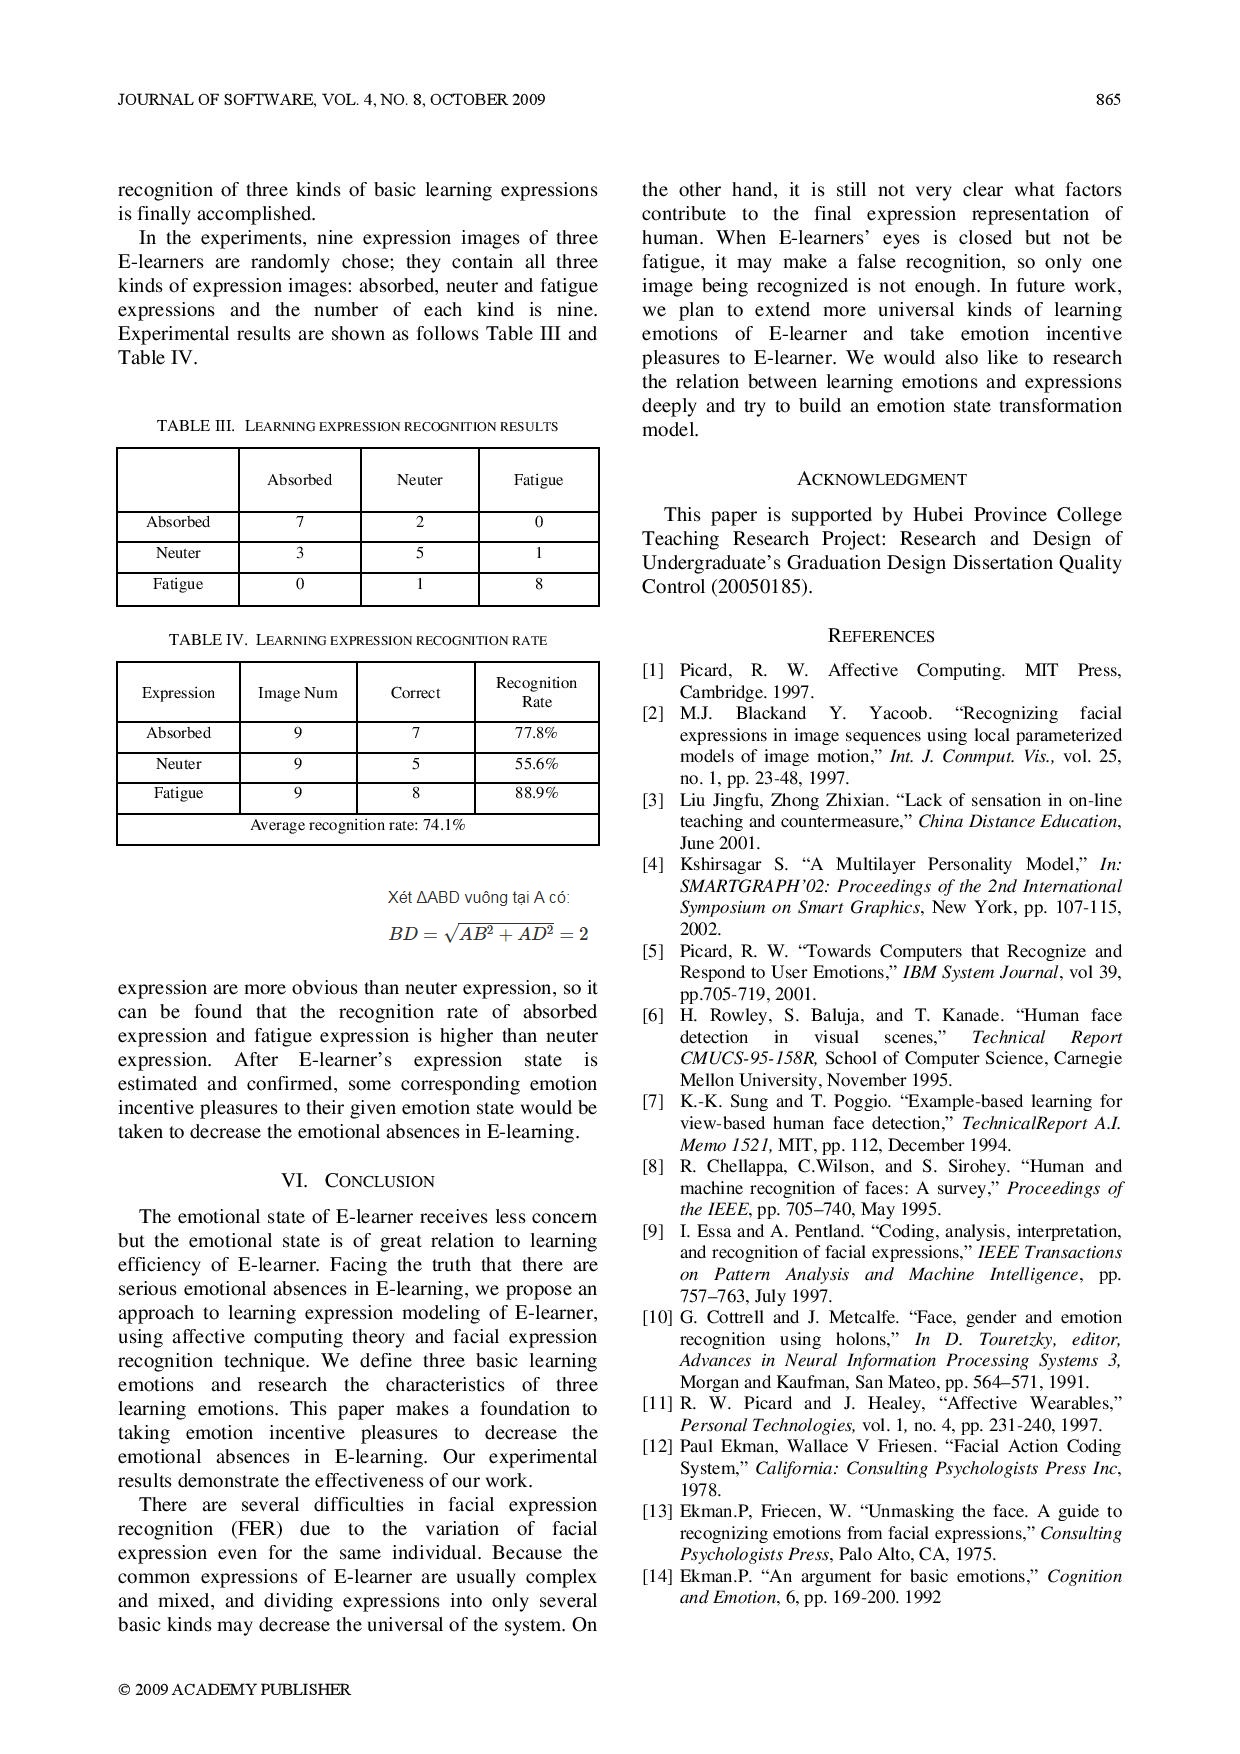 JOURNAL OF SOFTWARE, VOL. 4, NO. 8, OCTOBER 2009 865
recognition of three kinds of basic learning expressions
is finally accomplished.
In the experiments, nine expression images of three
E-learners are randomly chose; they contain all three
kinds of expression images: absorbed, neuter and fatigue
expressions and the number of each kind is nine.
Experimental results are shown as follows Table III and
Table IV.
TABLE III. LEARNING EXPRESSION RECOGNITION RESULTS
Absorbed Neuter Fatigue
Absorbed 7 2 0
Neuter 3 5 1
Fatigue 0 1 8
TABLE IV. LEARNING EXPRESSION RECOGNITION RATE
Expression Image Num Correct Recognition
Rate
Absorbed 9 7 77.8%
Neuter 9 5 55.6%
Fatigue 9 8 88.9%
Average recognition rate: 74.1%
Xét ΔABD vuông tại A có:
BD = √AB² + AD² = 2
expression are more obvious than neuter expression, so it
can be found that the recognition rate of absorbed
expression and fatigue expression is higher than neuter
expression. After E-learner’s expression state is
estimated and confirmed, some corresponding emotion
incentive pleasures to their given emotion state would be
taken to decrease the emotional absences in E-learning.
VI. CONCLUSION
The emotional state of E-learner receives less concern
but the emotional state is of great relation to learning
efficiency of E-learner. Facing the truth that there are
serious emotional absences in E-learning, we propose an
approach to learning expression modeling of E-learner,
using affective computing theory and facial expression
recognition technique. We define three basic learning
emotions and research the characteristics of three
learning emotions. This paper makes a foundation to
taking emotion incentive pleasures to decrease the
emotional absences in E-learning. Our experimental
results demonstrate the effectiveness of our work.
There are several difficulties in facial expression
recognition (FER) due to the variation of facial
expression even for the same individual. Because the
common expressions of E-learner are usually complex
and mixed, and dividing expressions into only several
basic kinds may decrease the universal of the system. On
the other hand, it is still not very clear what factors
contribute to the final expression representation of
human. When E-learners’ eyes is closed but not be
fatigue, it may make a false recognition, so only one
image being recognized is not enough. In future work,
we plan to extend more universal kinds of learning
emotions of E-learner and take emotion incentive
pleasures to E-learner. We would also like to research
the relation between learning emotions and expressions
deeply and try to build an emotion state transformation
model.
ACKNOWLEDGMENT
This paper is supported by Hubei Province College
Teaching Research Project: Research and Design of
Undergraduate’s Graduation Design Dissertation Quality
Control (20050185).
REFERENCES
[1] Picard, R. W. Affective Computing. MIT Press,
Cambridge. 1997.
[2] M.J. Blackand Y. Yacoob. “Recognizing facial
expressions in image sequences using local parameterized
models of image motion,” Int. J. Conmput. Vis., vol. 25,
no. 1, pp. 23-48, 1997.
[3] Liu Jingfu, Zhong Zhixian. “Lack of sensation in on-line
teaching and countermeasure,” China Distance Education,
June 2001.
[4] Kshirsagar S. “A Multilayer Personality Model,” In:
SMARTGRAPH’02: Proceedings of the 2nd International
Symposium on Smart Graphics, New York, pp. 107-115,
2002.
[5] Picard, R. W. “Towards Computers that Recognize and
Respond to User Emotions,” IBM System Journal, vol 39,
pp.705-719, 2001.
[6] H. Rowley, S. Baluja, and T. Kanade. “Human face
detection in visual scenes,” Technical Report
CMUCS-95-158R, School of Computer Science, Carnegie
Mellon University, November 1995.
[7] K.-K. Sung and T. Poggio. “Example-based learning for
view-based human face detection,” TechnicalReport A.I.
Memo 1521, MIT, pp. 112, December 1994.
[8] R. Chellappa, C.Wilson, and S. Sirohey. “Human and
machine recognition of faces: A survey,” Proceedings of
the IEEE, pp. 705–740, May 1995.
[9] I. Essa and A. Pentland. “Coding, analysis, interpretation,
and recognition of facial expressions,” IEEE Transactions
on Pattern Analysis and Machine Intelligence, pp.
757–763, July 1997.
[10] G. Cottrell and J. Metcalfe. “Face, gender and emotion
recognition using holons,” In D. Touretzky, editor,
Advances in Neural Information Processing Systems 3,
Morgan and Kaufman, San Mateo, pp. 564–571, 1991.
[11] R. W. Picard and J. Healey, “Affective Wearables,”
Personal Technologies, vol. 1, no. 4, pp. 231-240, 1997.
[12] Paul Ekman, Wallace V Friesen. “Facial Action Coding
System,” California: Consulting Psychologists Press Inc,
1978.
[13] Ekman.P, Friecen, W. “Unmasking the face. A guide to
recognizing emotions from facial expressions,” Consulting
Psychologists Press, Palo Alto, CA, 1975.
[14] Ekman.P. “An argument for basic emotions,” Cognition
and Emotion, 6, pp. 169-200. 1992
© 2009 ACADEMY PUBLISHER